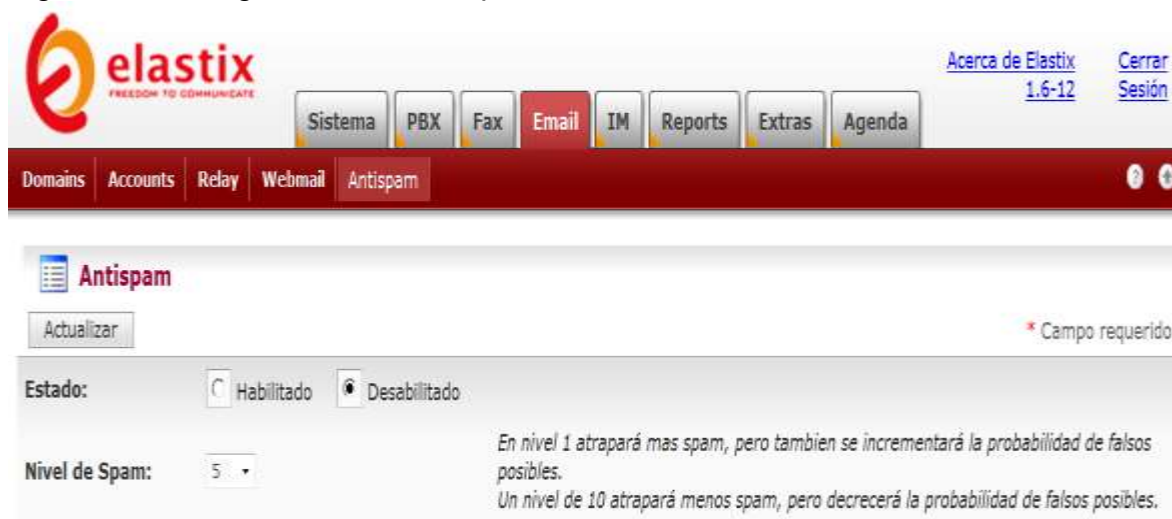 elastix
FREEDOM TO COMMUNICATE
Acerca de Elastix 1.6-12
Cerrar Sesión
Sistema PBX Fax Email IM Reports Extras Agenda
Domains Accounts Relay Webmail Antispam
Antispam
Actualizar
* Campo requerido
Estado: Habilitado Desabilitado
Nivel de Spam: 5
En nivel 1 atrapará mas spam, pero tambien se incrementará la probabilidad de falsos
posibles.
Un nivel de 10 atrapará menos spam, pero decrecerá la probabilidad de falsos posibles.